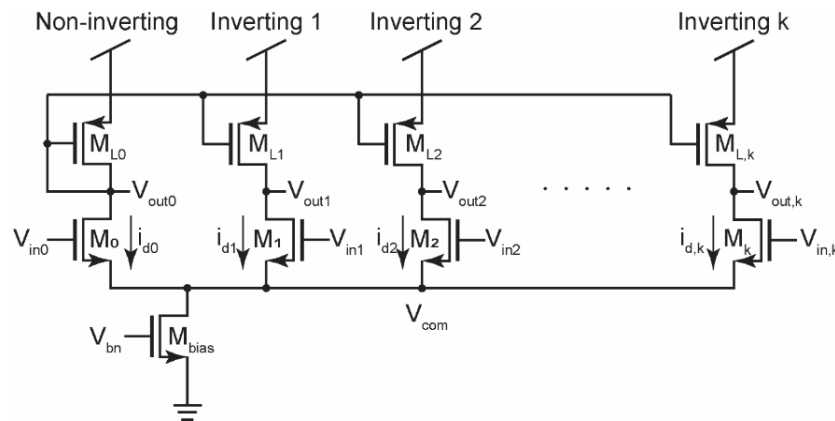 Non-inverting Inverting 1 Inverting 2 Inverting k
M_L0 M_L1 M_L2 M_L,k
V_out0 V_out1 V_out2 . . . . . V_out,k
V_in0 M_0 i_d0 i_d1 M_1 V_in1 i_d2 M_2 V_in2 i_d,k M_k V_in,k
V_com
V_bn M_bias